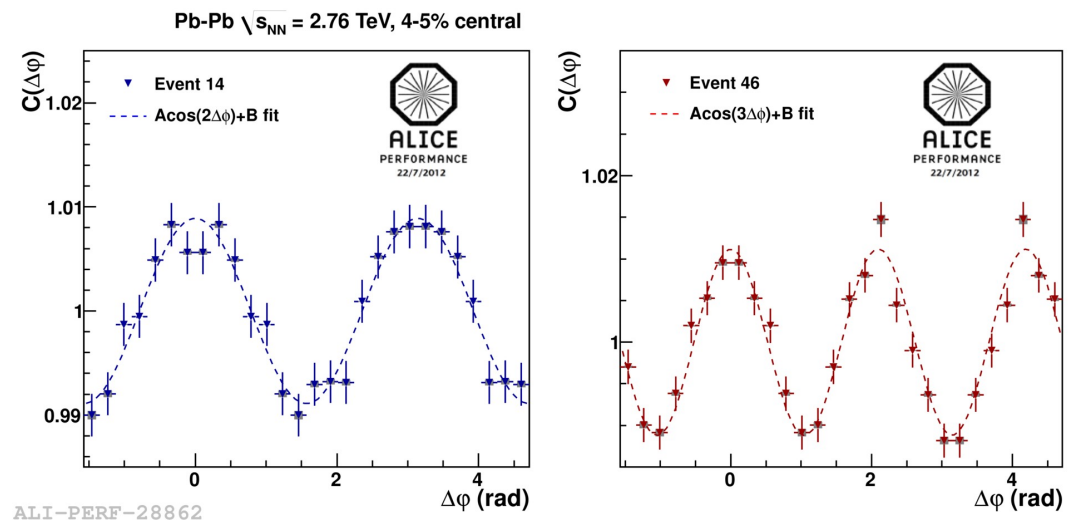 Pb-Pb √sNN = 2.76 TeV, 4-5% central
C(Δφ)
Event 14
Acos(2Δϕ)+B fit
ALICE
PERFORMANCE
22/7/2012
1.02
1.01
1
0.99
0 2 4
Δφ (rad)
C(Δφ)
Event 46
Acos(3Δϕ)+B fit
ALICE
PERFORMANCE
22/7/2012
1.02
1
0 2 4
Δφ (rad)
ALI-PERF-28862